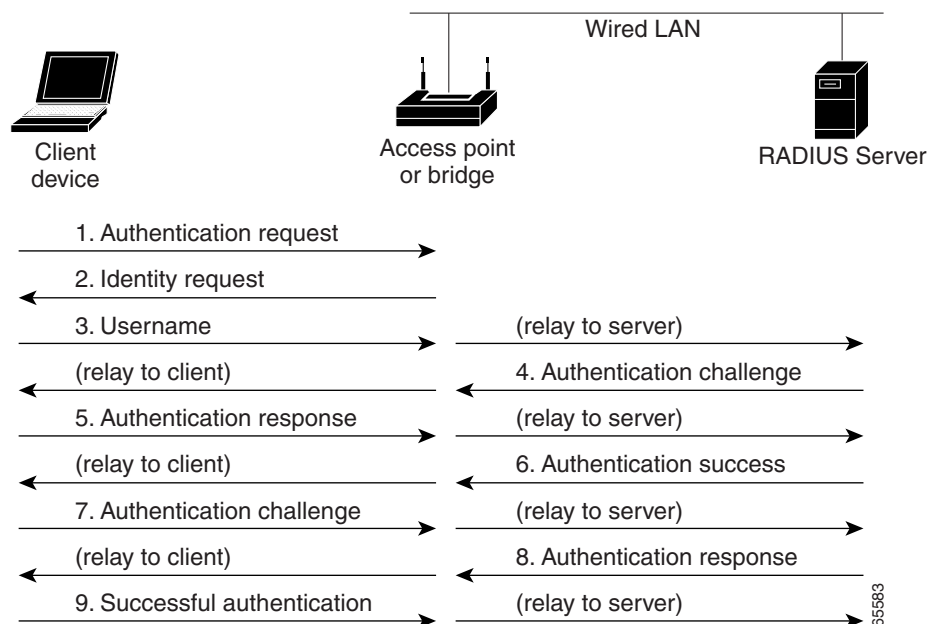 Wired LAN
Client
device
Access point
or bridge
RADIUS Server
1. Authentication request
2. Identity request
3. Username
(relay to server)
(relay to client)
4. Authentication challenge
5. Authentication response
(relay to server)
(relay to client)
6. Authentication success
7. Authentication challenge
(relay to server)
(relay to client)
8. Authentication response
9. Successful authentication
(relay to server)
65583